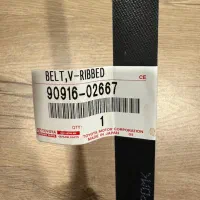 BELT,V-RIBBED
CE
90916-02667
QTY
1
TOYOTA MOTOR CORPORATION
MADE IN JAPAN